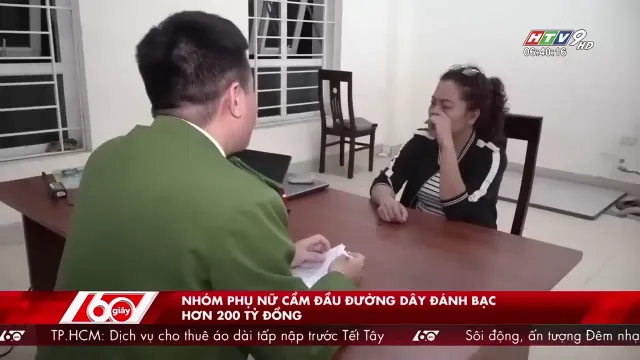 HTV9 HD
06:40:16
NHÓM PHỤ NỮ CẦM ĐẦU ĐƯỜNG DÂY ĐÁNH BẠC
HƠN 200 TỶ ĐỒNG
60 giây
TP.HCM: Dịch vụ cho thuê áo dài tấp nập trước Tết Tây
60 giây
Sôi động, ấn tượng Đêm nhạ